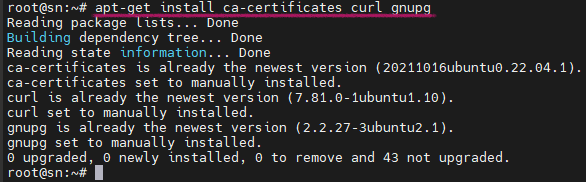 root@sn:~# apt-get install ca-certificates curl gnupg
Reading package lists... Done
Building dependency tree... Done
Reading state information... Done
ca-certificates is already the newest version (20211016ubuntu0.22.04.1).
ca-certificates set to manually installed.
curl is already the newest version (7.81.0-1ubuntu1.10).
curl set to manually installed.
gnupg is already the newest version (2.2.27-3ubuntu2.1).
gnupg set to manually installed.
0 upgraded, 0 newly installed, 0 to remove and 43 not upgraded.
root@sn:~#